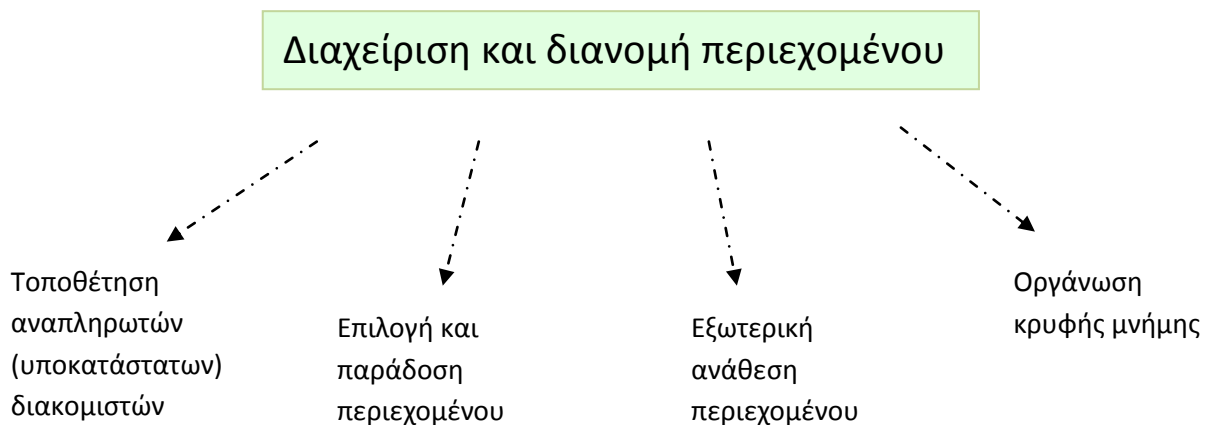 Διαχείριση και διανομή περιεχομένου
Τοποθέτηση
αναπληρωτών
(υποκατάστατων)
διακομιστών
Επιλογή και
παράδοση
περιεχομένου
Εξωτερική
ανάθεση
περιεχομένου
Οργάνωση
κρυφής μνήμης